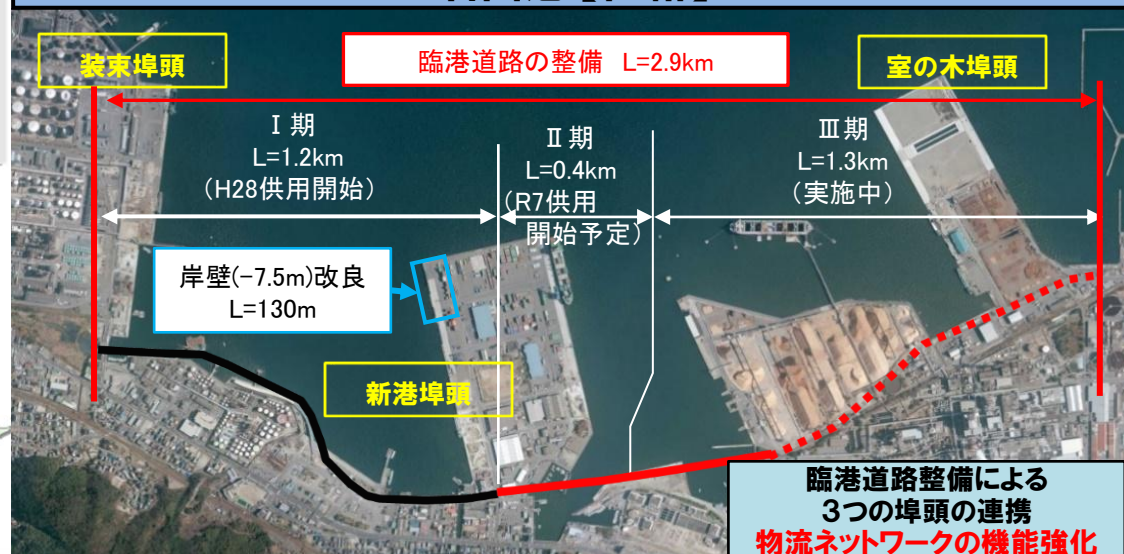 装束埠頭
臨港道路の整備 L=2.9km
室の木埠頭
Ⅰ期
L=1.2km
(H28供用開始)
Ⅱ期
L=0.4km
(R7供用
開始予定)
Ⅲ期
L=1.3km
(実施中)
岸壁(-7.5m)改良
L=130m
新港埠頭
臨港道路整備による
3つの埠頭の連携
物流ネットワークの機能強化